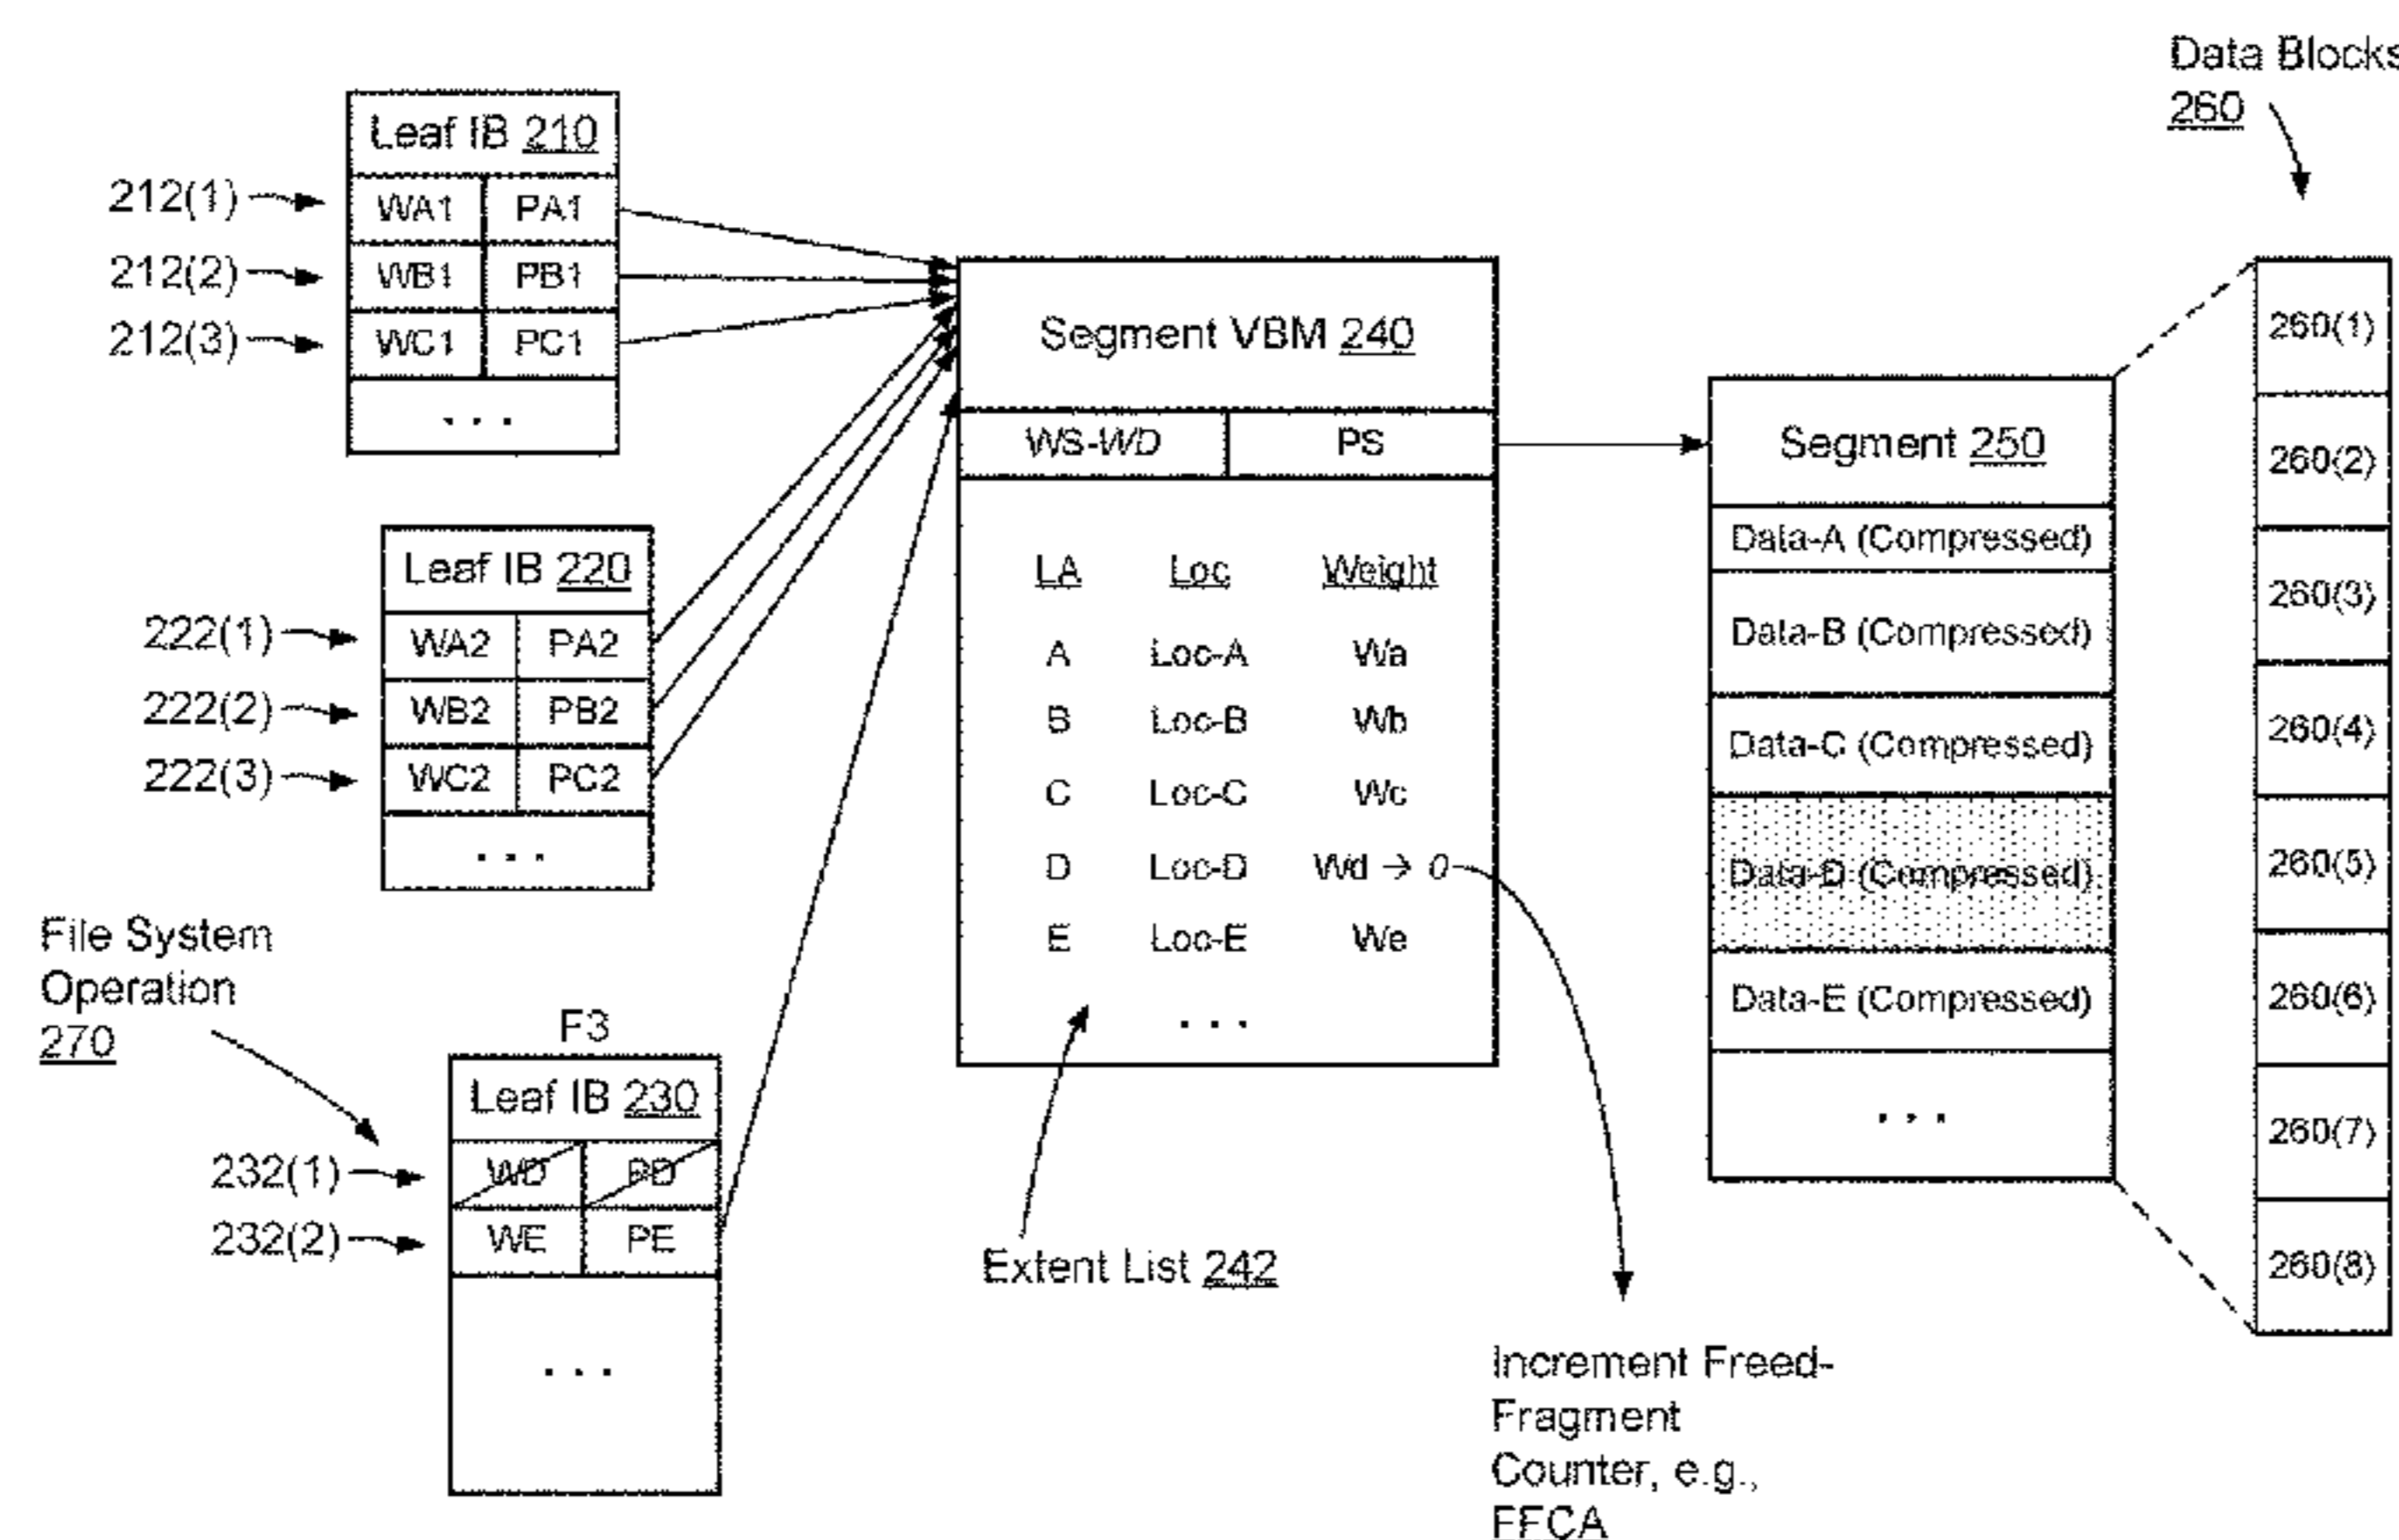 Data Blocks
260
Leaf IB 210
212(1) WA1 PA1
212(2) WB1 PB1
212(3) WC1 PC1
. . .
Leaf IB 220
222(1) WA2 PA2
222(2) WB2 PB2
222(3) WC2 PC2
. . .
File System
Operation
270
F3
Leaf IB 230
232(1) WD PD
232(2) WE PE
. . .
Segment VBM 240
WS-WD PS
LA Loc Weight
A Loc-A Wa
B Loc-B Wb
C Loc-C Wc
D Loc-D Wd → 0
E Loc-E We
. . .
Extent List 242
Increment Freed-
Fragment
Counter, e.g.,
FFCA
Segment 250
Data-A (Compressed)
Data-B (Compressed)
Data-C (Compressed)
Data-D (Compressed)
Data-E (Compressed)
. . .
260(1)
260(2)
260(3)
260(4)
260(5)
260(6)
260(7)
260(8)